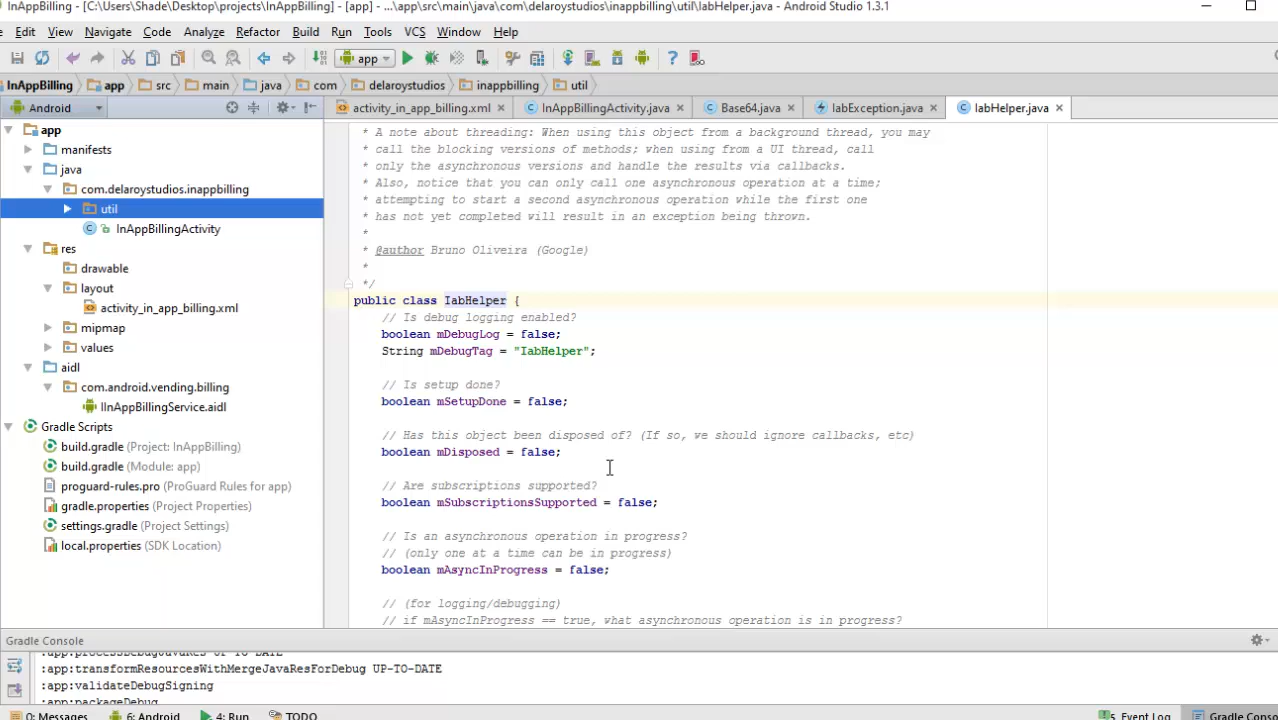 InAppBilling - [C:\Users\Shade\Desktop\projects\InAppBilling] - [app] - ...\app\src\main\java\com\delaroystudios\inappbilling\util\IabHelper.java - Android Studio 1.3.1
Edit View Navigate Code Analyze Refactor Build Run Tools VCS Window Help
app
InAppBilling app src main java com delaroystudios inappbilling util
Android
activity_in_app_billing.xml InAppBillingActivity.java Base64.java IabException.java IabHelper.java
app
manifests
java
com.delaroystudios.inappbilling
util
InAppBillingActivity
res
drawable
layout
activity_in_app_billing.xml
mipmap
values
aidl
com.android.vending.billing
IInAppBillingService.aidl
Gradle Scripts
build.gradle (Project: InAppBilling)
build.gradle (Module: app)
proguard-rules.pro (ProGuard Rules for app)
gradle.properties (Project Properties)
settings.gradle (Project Settings)
local.properties (SDK Location)
* A note about threading: When using this object from a background thread, you may
* call the blocking versions of methods; when using from a UI thread, call
* only the asynchronous versions and handle the results via callbacks.
* Also, notice that you can only call one asynchronous operation at a time;
* attempting to start a second asynchronous operation while the first one
* has not yet completed will result in an exception being thrown.
*
* @author Bruno Oliveira (Google)
*
*/
public class IabHelper {
// Is debug logging enabled?
boolean mDebugLog = false;
String mDebugTag = "IabHelper";
// Is setup done?
boolean mSetupDone = false;
// Has this object been disposed of? (If so, we should ignore callbacks, etc)
boolean mDisposed = false;
// Are subscriptions supported?
boolean mSubscriptionsSupported = false;
// Is an asynchronous operation in progress?
// (only one at a time can be in progress)
boolean mAsyncInProgress = false;
// (for logging/debugging)
// if mAsyncInProgress == true, what asynchronous operation is in progress?
Gradle Console
:app:processDebugJavaRes UP-TO-DATE
:app:transformResourcesWithMergeJavaResForDebug UP-TO-DATE
:app:validateDebugSigning
:app:packageDebug
0: Messages 6: Android 4: Run TODO 5 Event Log Gradle Conso